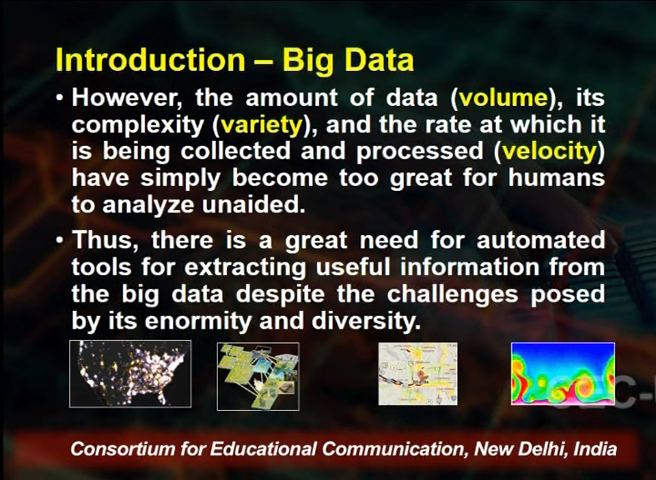 Introduction – Big Data
• However, the amount of data (volume), its
complexity (variety), and the rate at which it
is being collected and processed (velocity)
have simply become too great for humans
to analyze unaided.
• Thus, there is a great need for automated
tools for extracting useful information from
the big data despite the challenges posed
by its enormity and diversity.
Consortium for Educational Communication, New Delhi, India